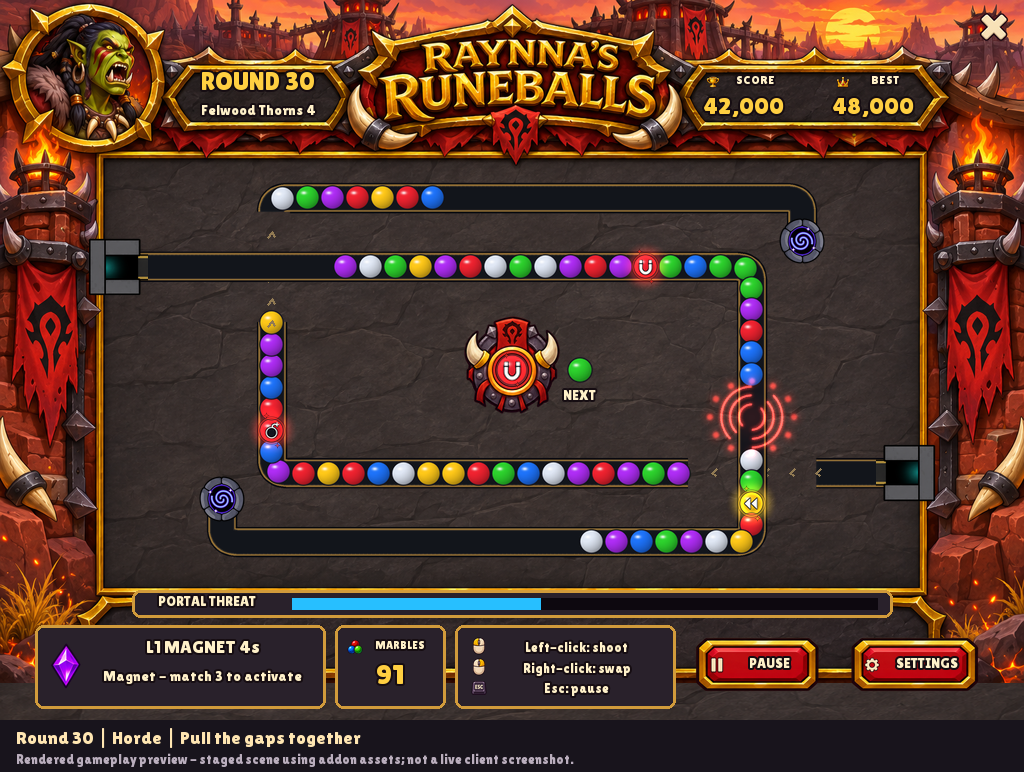 RAYNNA'S
RUNEBALLS
ROUND 30
Felwood Thorns 4
SCORE
BEST
42,000
48,000
NEXT
PORTAL THREAT
L1 MAGNET 4s
Magnet - match 3 to activate
MARBLES
91
Left-click: shoot
Right-click: swap
ESC
Esc: pause
PAUSE
SETTINGS
Round 30 | Horde | Pull the gaps together
Rendered gameplay preview - staged scene using addon assets; not a live client screenshot.